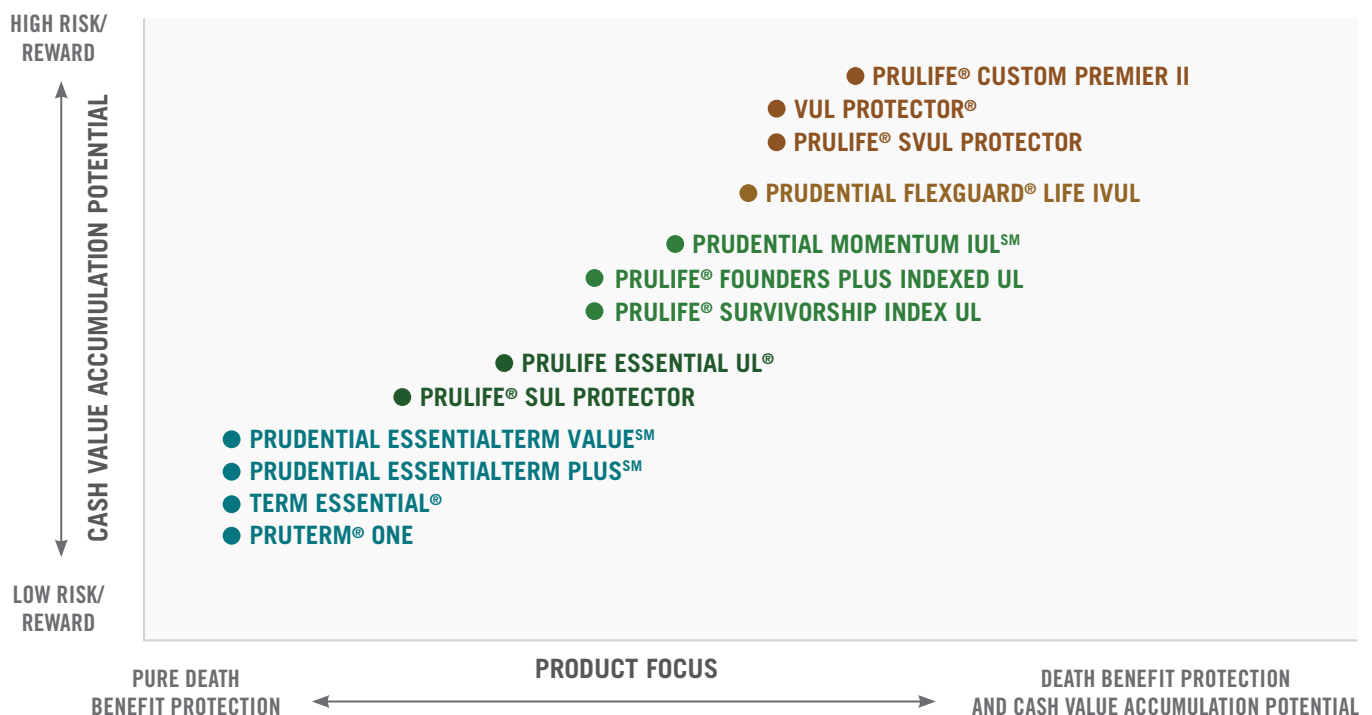 HIGH RISK/
REWARD
CASH VALUE ACCUMULATION POTENTIAL
LOW RISK/
REWARD
PRULIFE® CUSTOM PREMIER II
VUL PROTECTOR®
PRULIFE® SVUL PROTECTOR
PRUDENTIAL FLEXGUARD® LIFE IVUL
PRUDENTIAL MOMENTUM IUL℠
PRULIFE® FOUNDERS PLUS INDEXED UL
PRULIFE® SURVIVORSHIP INDEX UL
PRULIFE ESSENTIAL UL®
PRULIFE® SUL PROTECTOR
PRUDENTIAL ESSENTIALTERM VALUE℠
PRUDENTIAL ESSENTIALTERM PLUS℠
TERM ESSENTIAL®
PRUTERM® ONE
PURE DEATH
BENEFIT PROTECTION
PRODUCT FOCUS
DEATH BENEFIT PROTECTION
AND CASH VALUE ACCUMULATION POTENTIAL